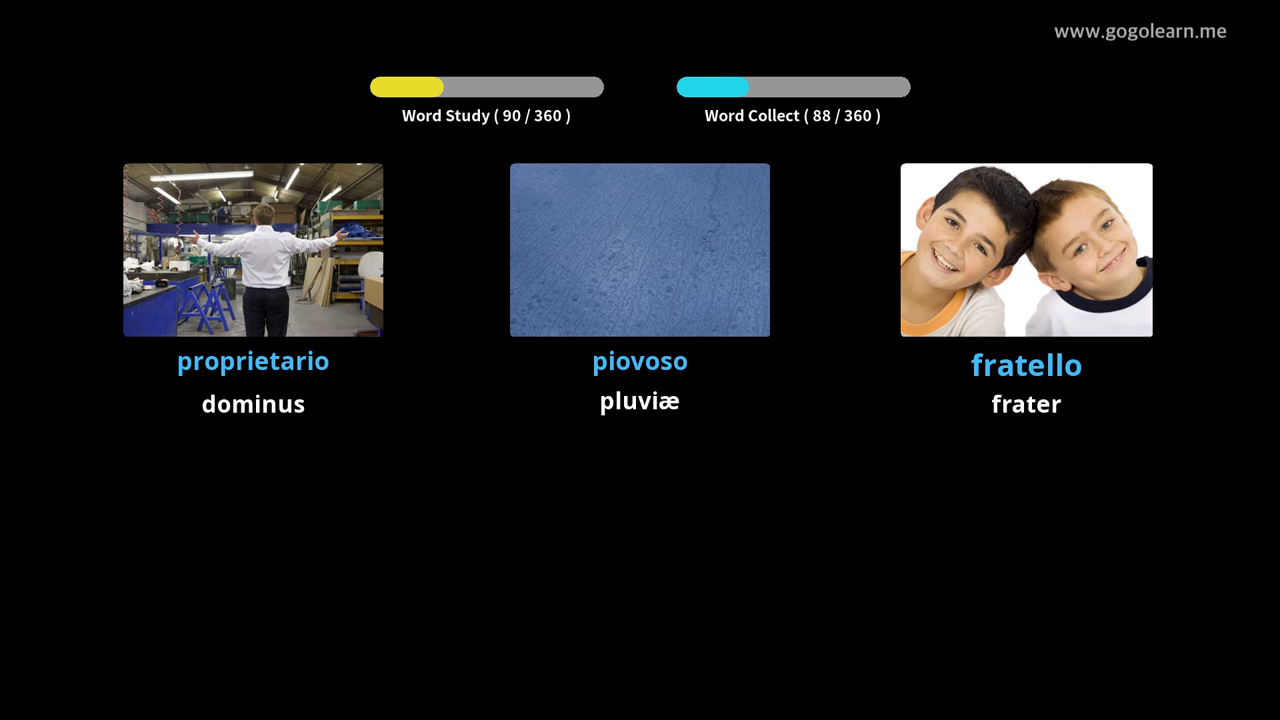 www.gogolearn.me
Word Study ( 90 / 360 )
Word Collect ( 88 / 360 )
proprietario
dominus
piovoso
pluviæ
fratello
frater